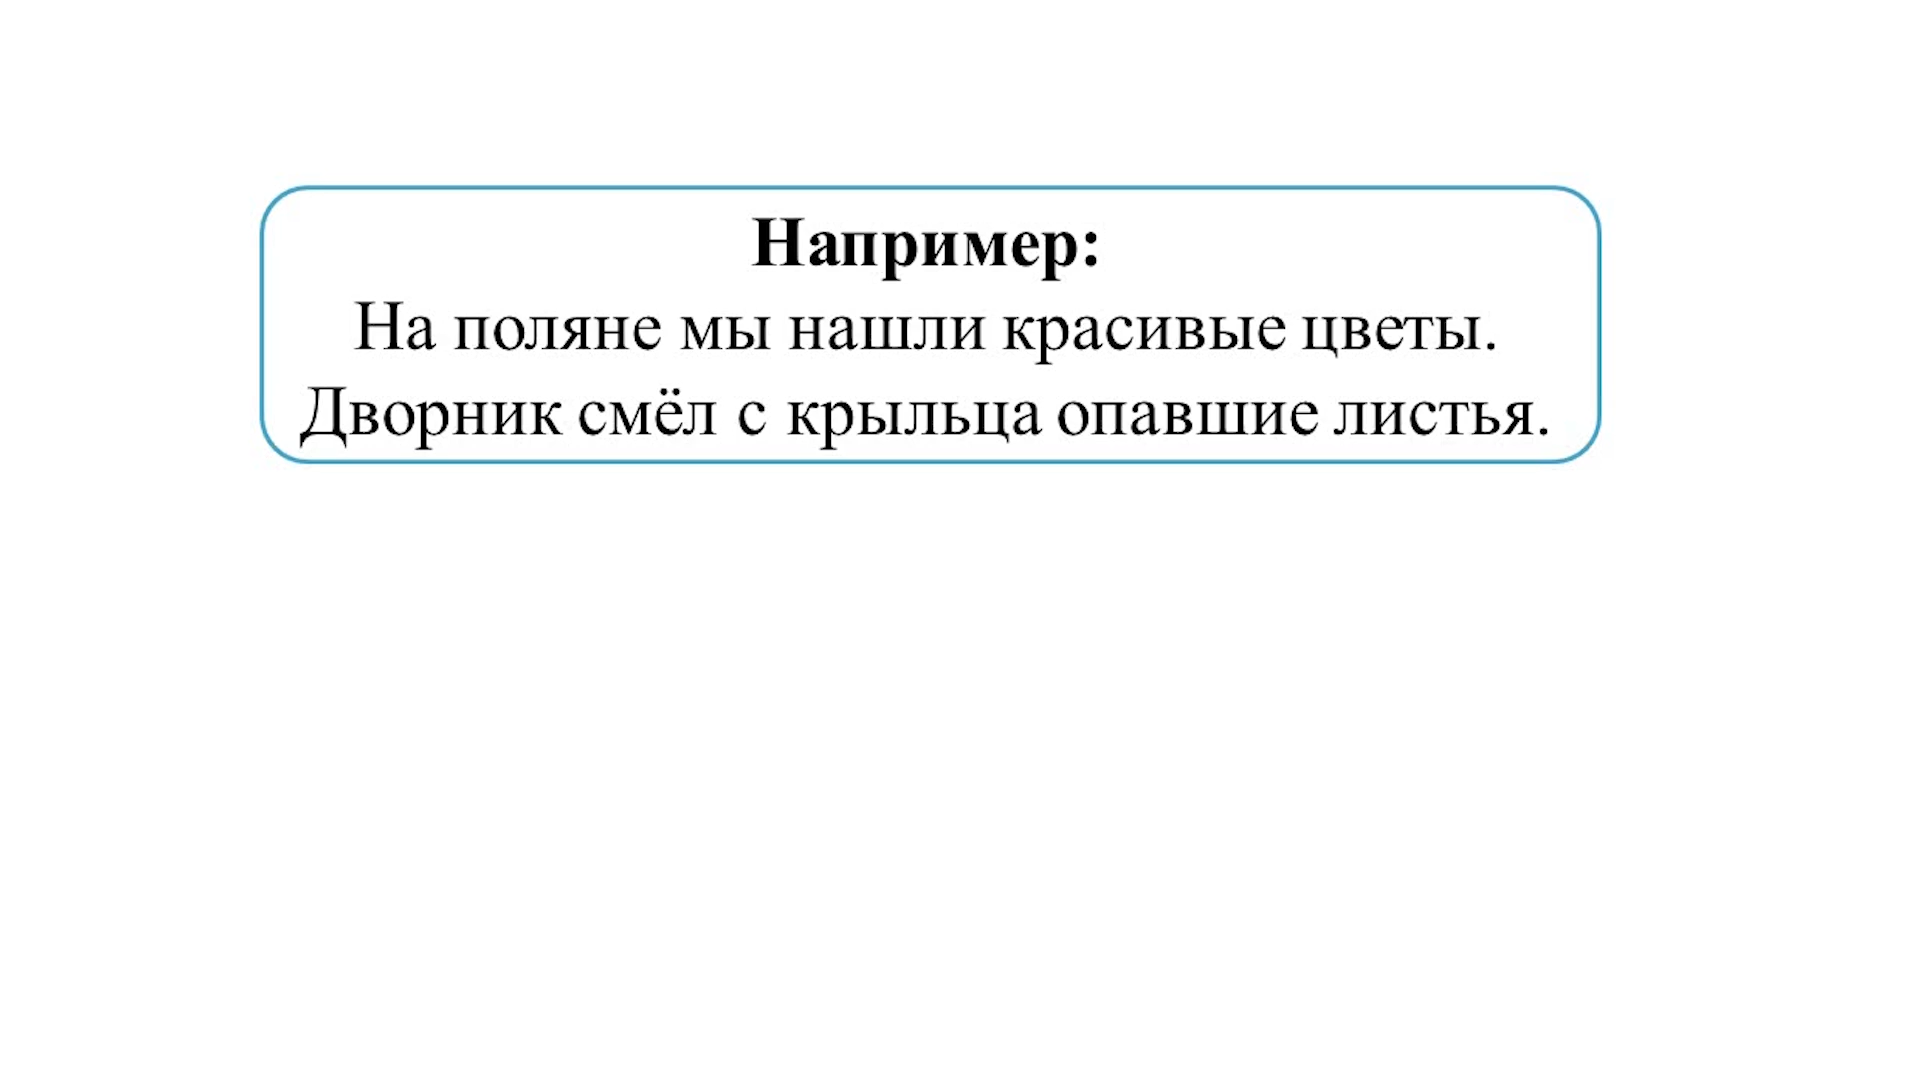 Например:
На поляне мы нашли красивые цветы.
Дворник смёл с крыльца опавшие листья.